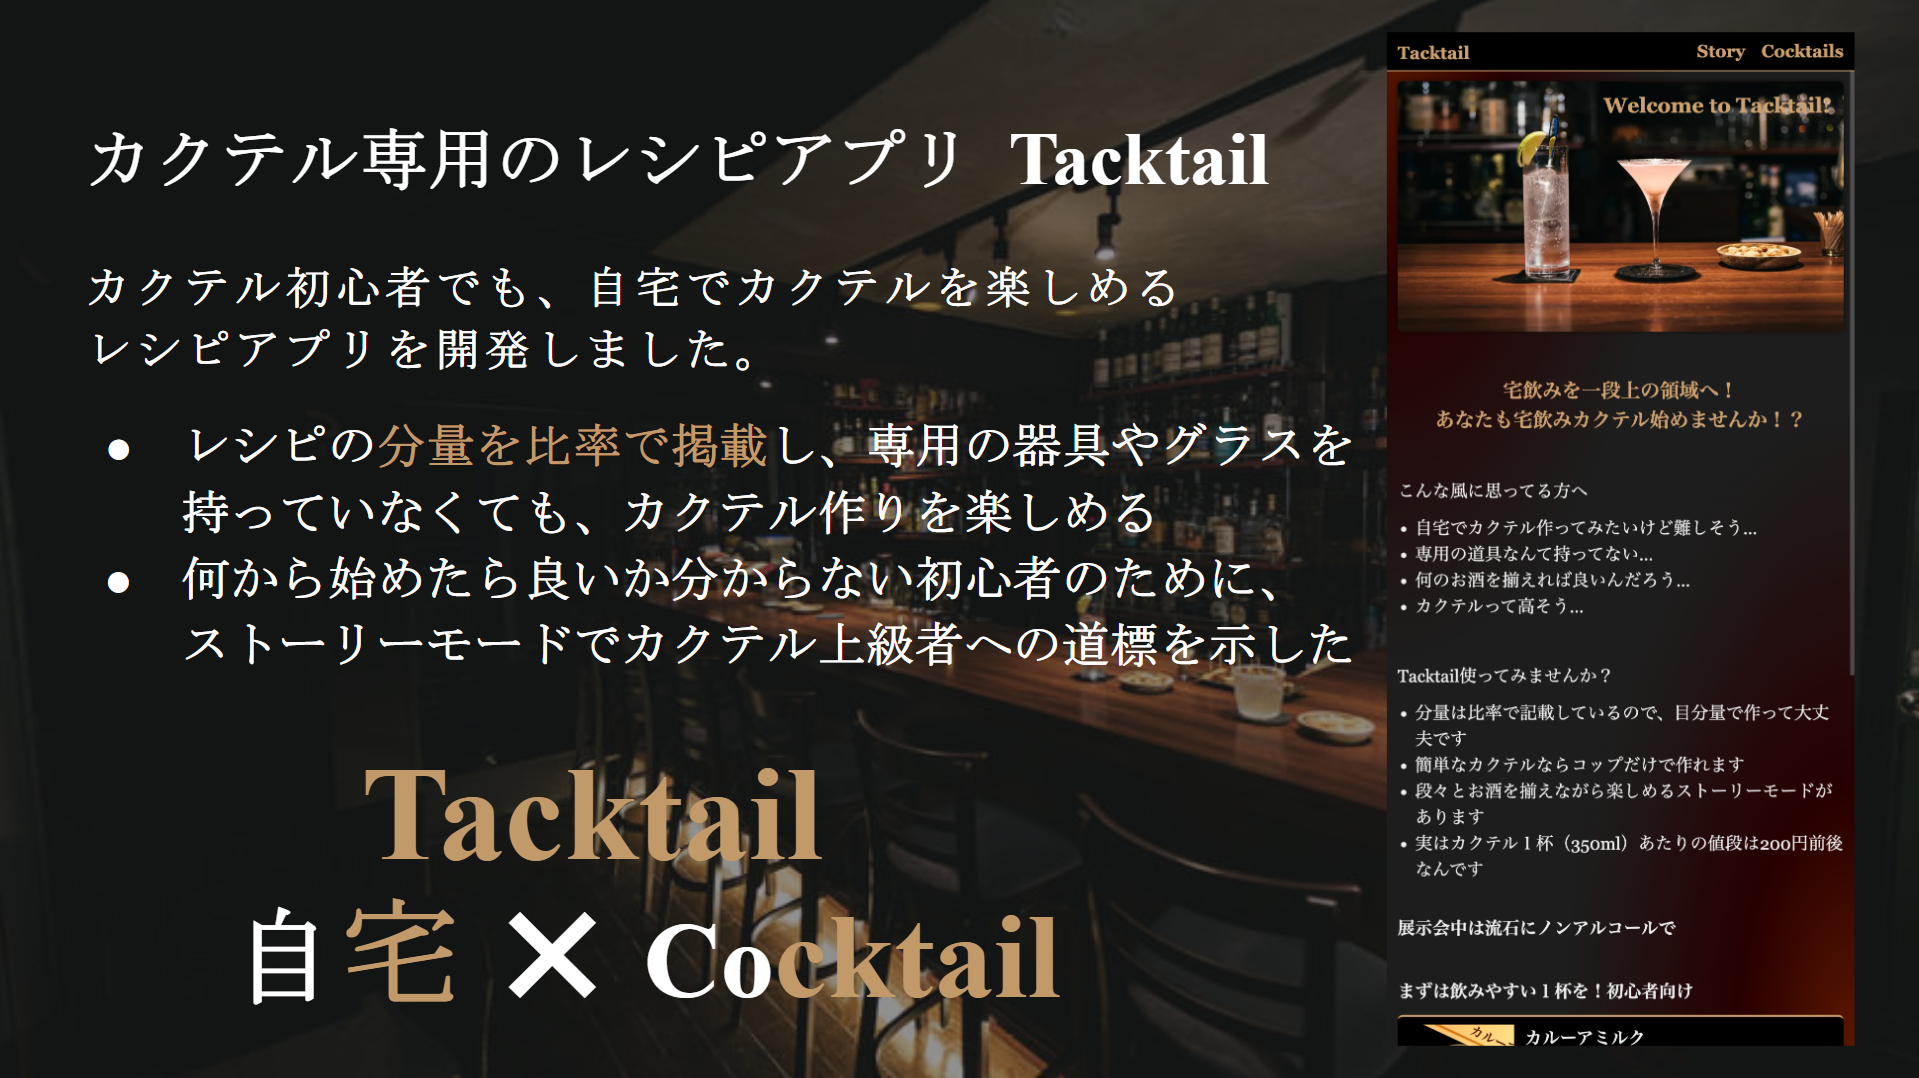 カクテル専用のレシピアプリ Tacktail
カクテル初心者でも、自宅でカクテルを楽しめる
レシピアプリを開発しました。
● レシピの分量を比率で掲載し、専用の器具やグラスを
持っていなくても、カクテル作りを楽しめる
● 何から始めたら良いか分からない初心者のために、
ストーリーモードでカクテル上級者への道標を示した
Tacktail
自宅 × Cocktail
Tacktail Story Cocktails
Welcome to Tacktail!
宅飲みを一段上の領域へ！
あなたも宅飲みカクテル始めませんか！？
こんな風に思ってる方へ
• 自宅でカクテル作ってみたいけど難しそう...
• 専用の道具なんて持ってない...
• 何のお酒を揃えれば良いんだろう...
• カクテルって高そう...
Tacktail使ってみませんか？
• 分量は比率で記載しているので、目分量で作って大丈
夫です
• 簡単なカクテルならコップだけで作れます
• 段々とお酒を揃えながら楽しめるストーリーモードが
あります
• 実はカクテル１杯（350ml）あたりの値段は200円前後
なんです
展示会中は流石にノンアルコールで
まずは飲みやすい１杯を！初心者向け
カルー
カルーアミルク